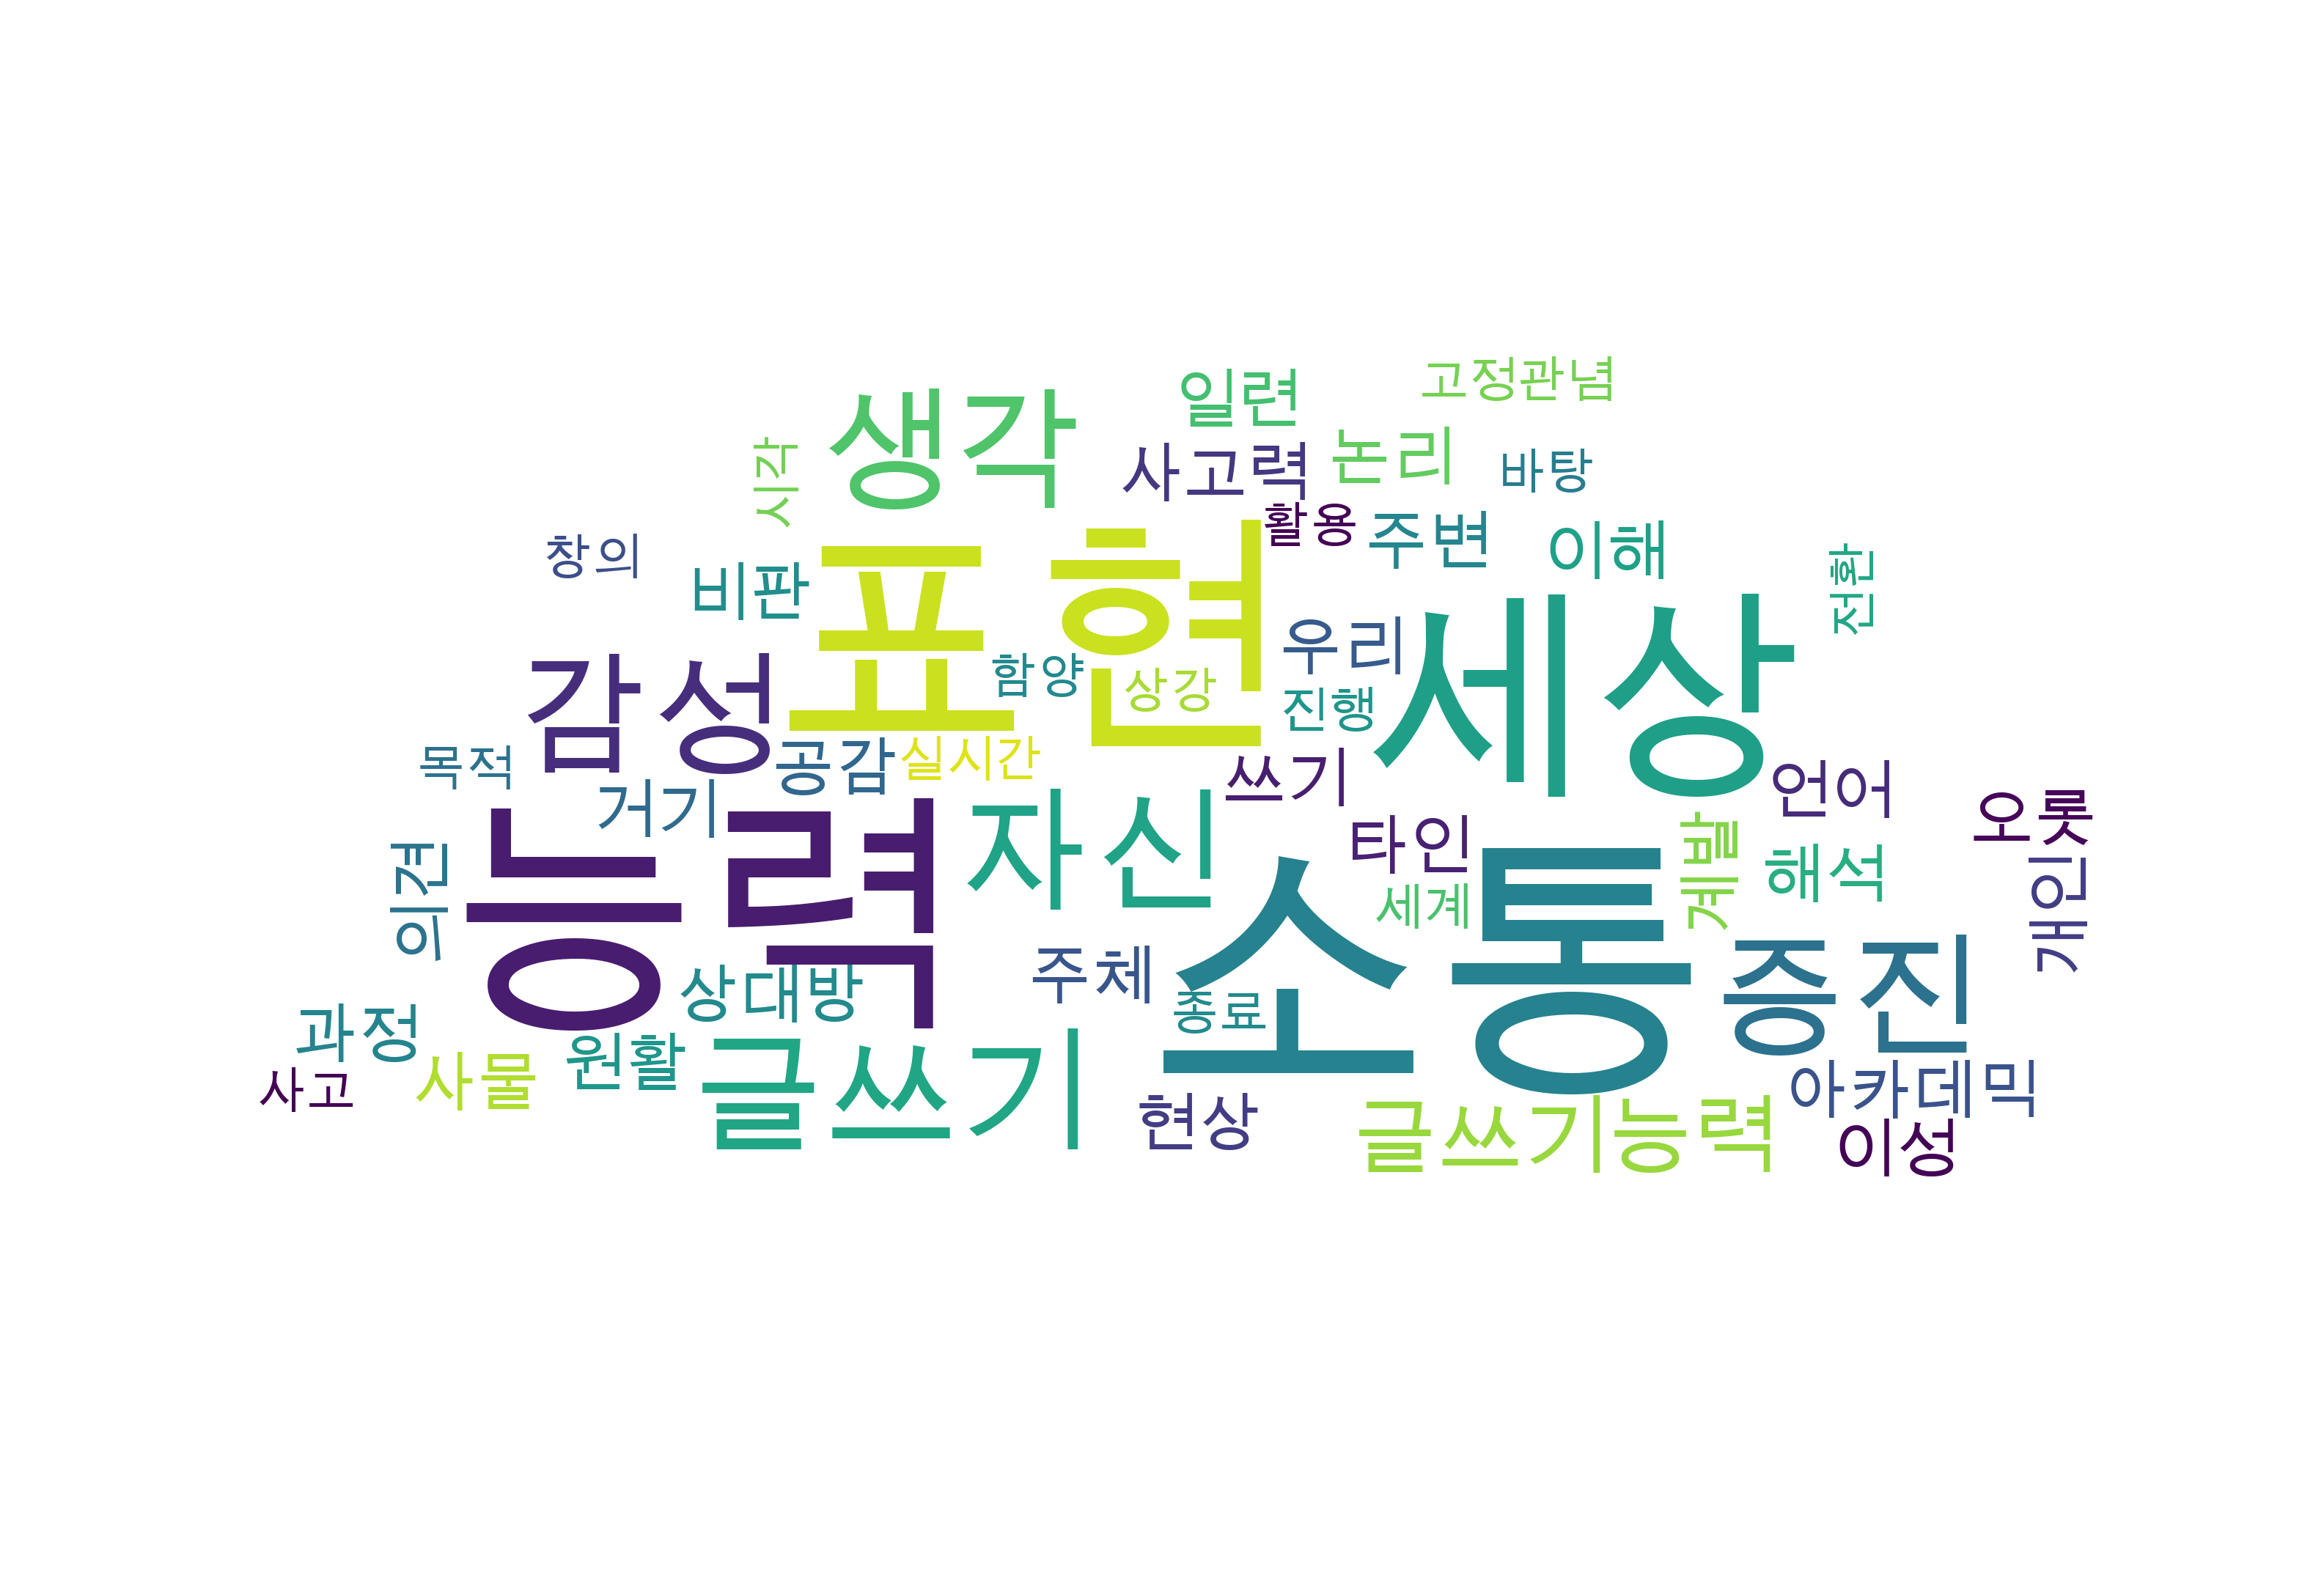 고정관념
생각
일련
사고력
논리
바탕
시각
활용
주변
이해
전환
창의
비판
표현
세상
우리
함양
상강
진행
감성
공감
실시간
쓰기
언어
목적
거기
능력
자신
타인
오롯
소통
세계
계발
해석
개인
의견
상대방
주체
종료
증진
과정
사고
사물
원활
글쓰기
현상
글쓰기능력
아카데믹
이성